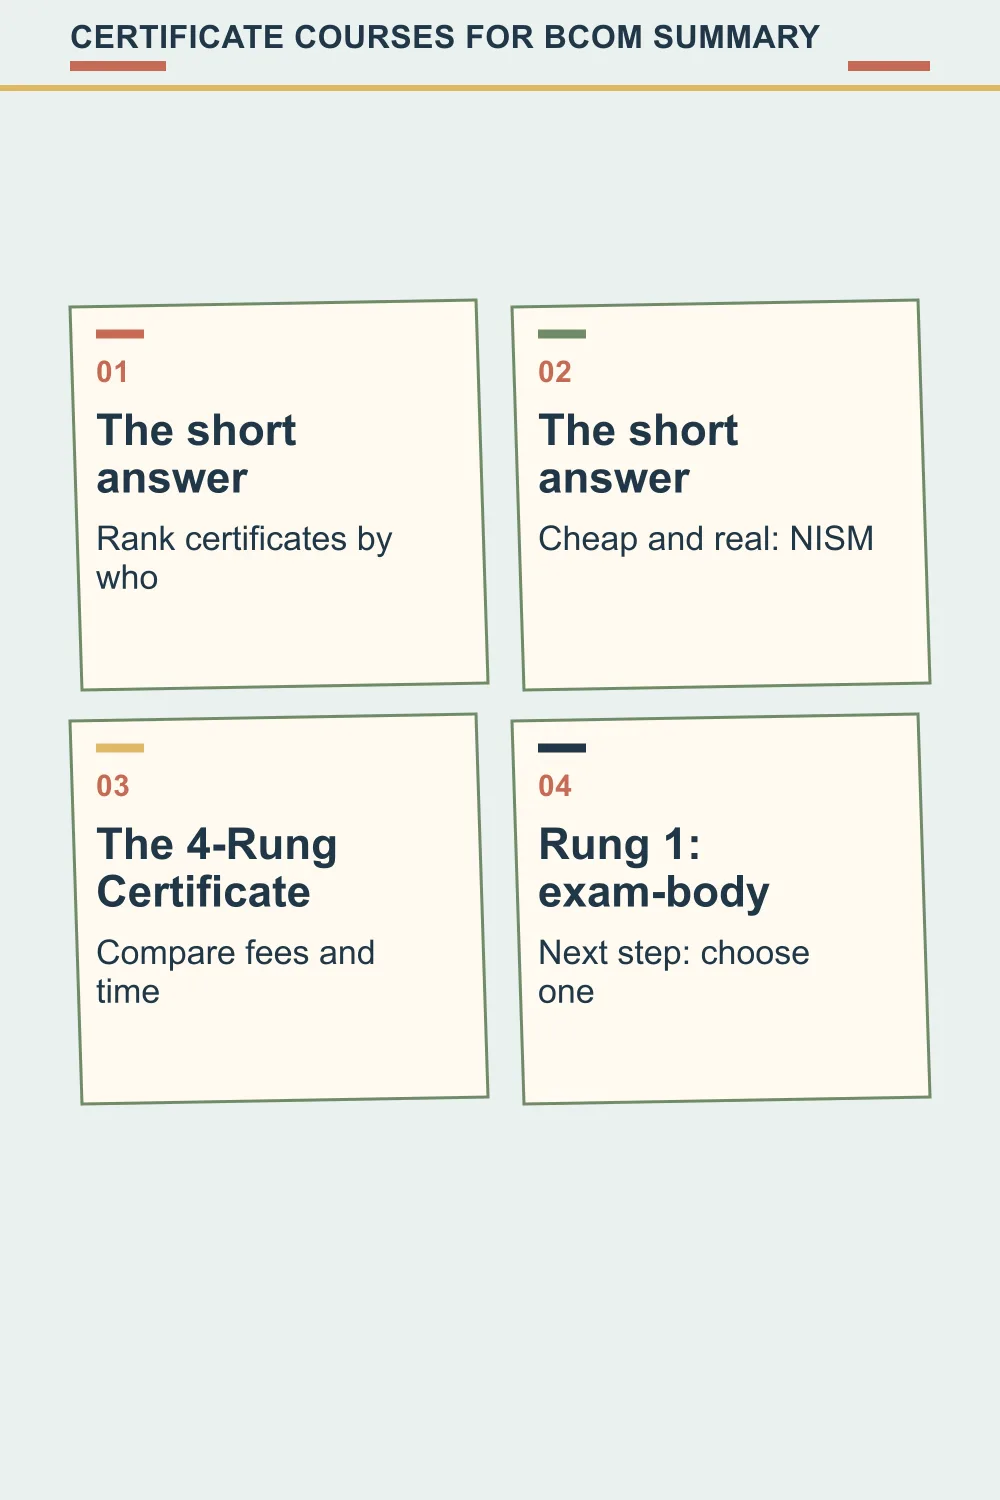 CERTIFICATE COURSES FOR BCOM SUMMARY
01
The short
answer
Rank certificates by
who
02
The short
answer
Cheap and real: NISM
03
The 4-Rung
Certificate
Compare fees and
time
04
Rung 1:
exam-body
Next step: choose
one